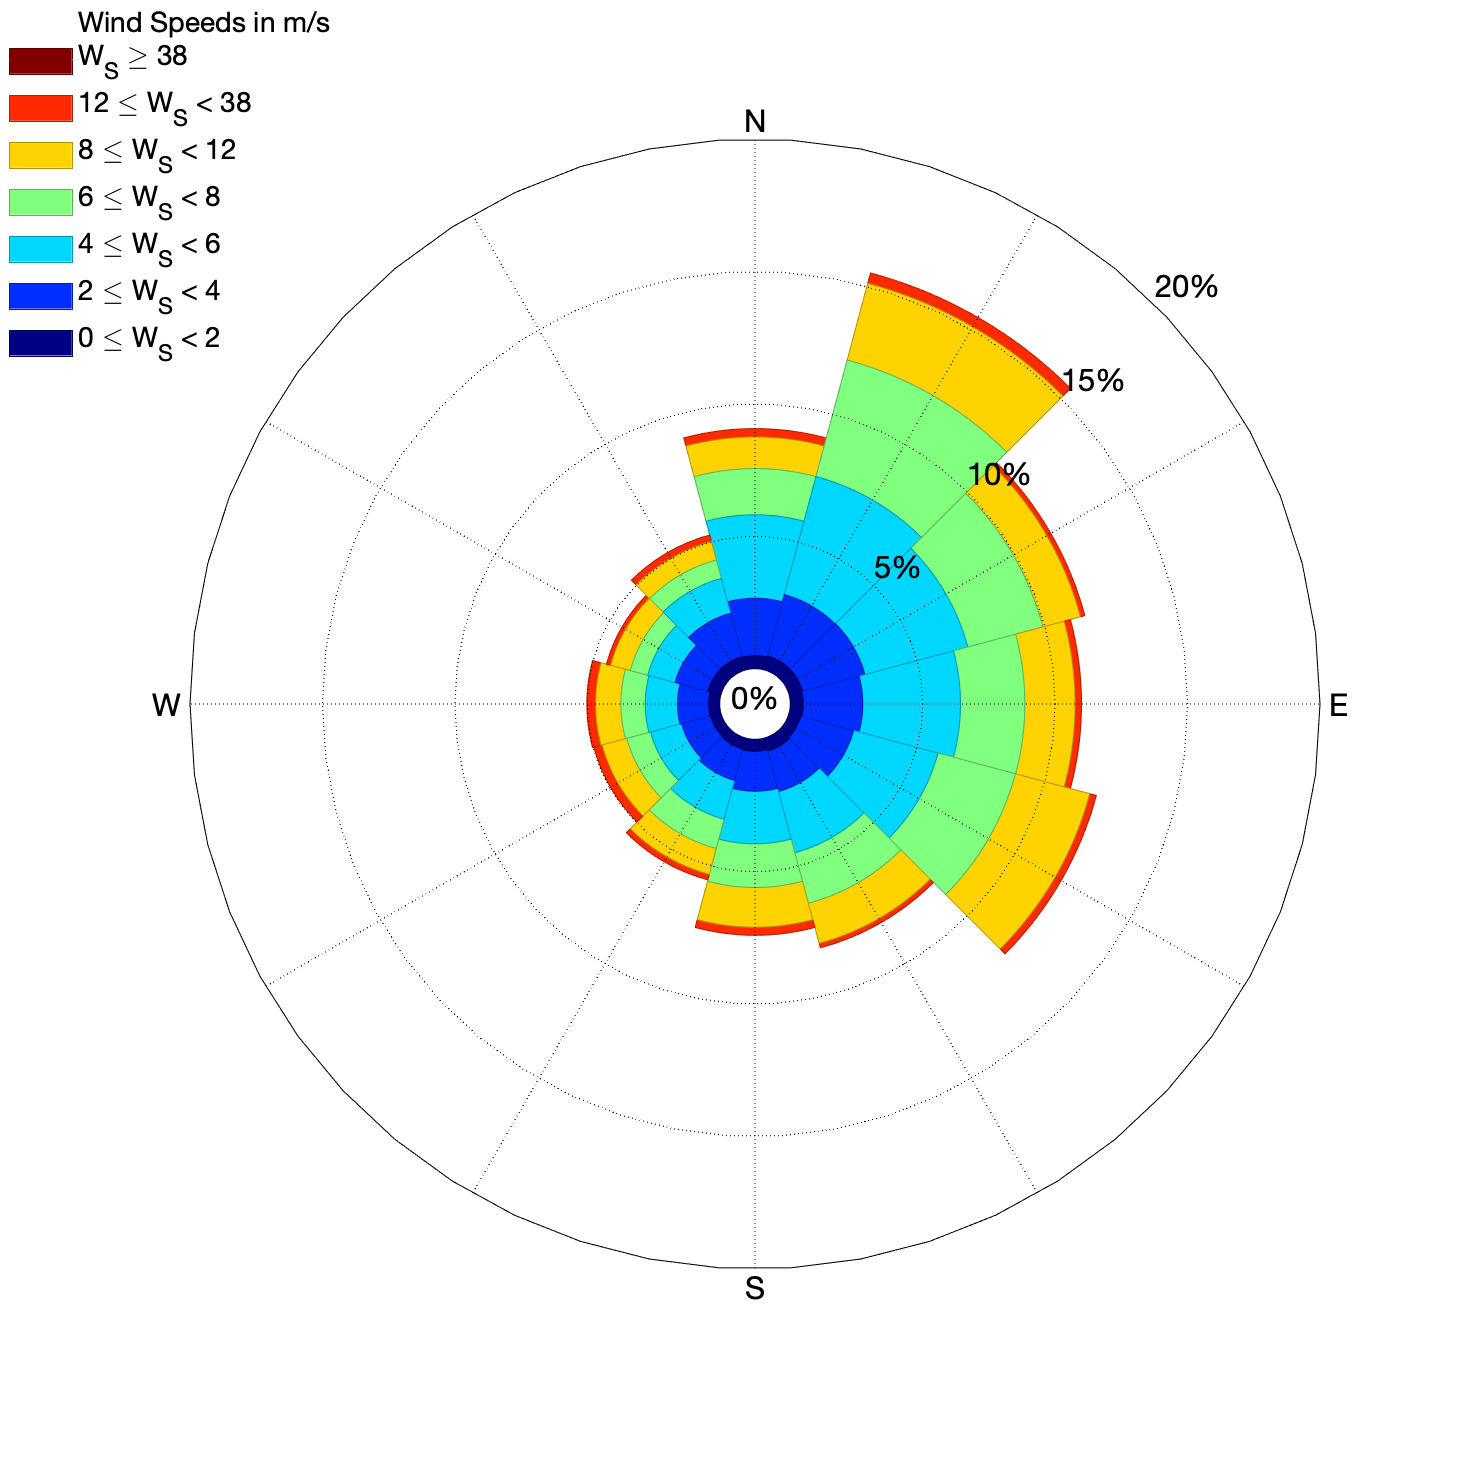 Wind Speeds in m/s
W_S ≥ 38
12 ≤ W_S < 38
8 ≤ W_S < 12
6 ≤ W_S < 8
4 ≤ W_S < 6
2 ≤ W_S < 4
0 ≤ W_S < 2
N
20%
15%
10%
5%
0%
W
E
S